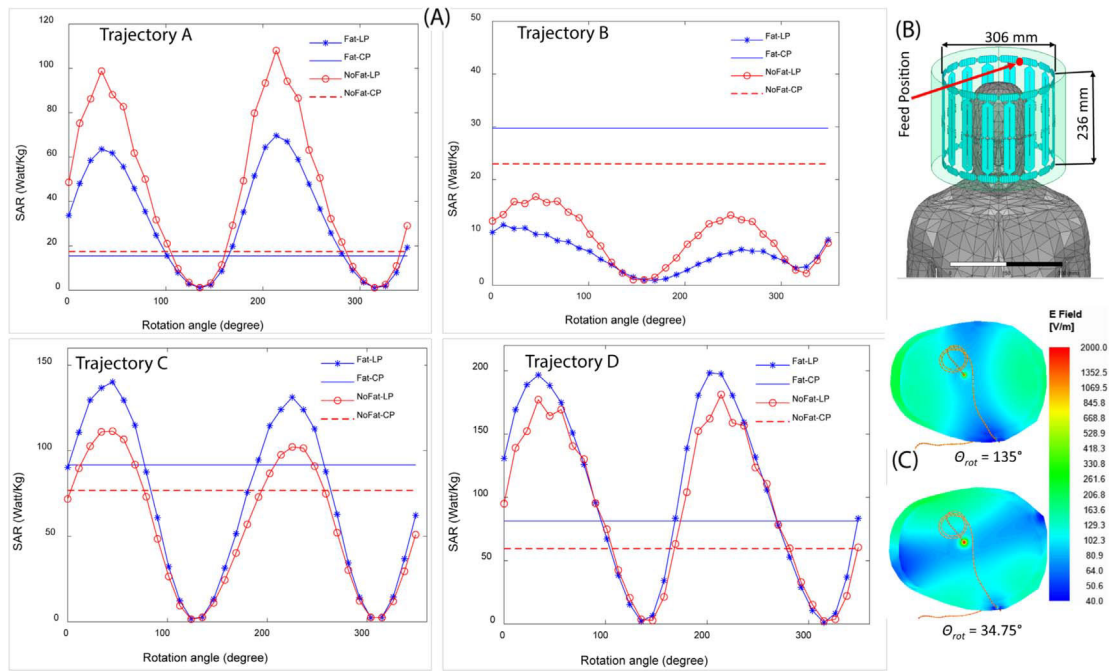 (A)
Trajectory A
120
100
80
60
40
20
0
SAR (Watt/Kg)
0
100
200
300
Rotation angle (degree)
Fat-LP
Fat-CP
NoFat-LP
NoFat-CP
Trajectory B
50
40
30
20
10
0
SAR (Watt/Kg)
0
100
200
300
Rotation angle (degree)
Fat-LP
Fat-CP
NoFat-LP
NoFat-CP
(B)
306 mm
236 mm
Feed Position
Trajectory C
150
100
50
0
SAR (Watt/Kg)
0
100
200
300
Rotation angle (degree)
Fat-LP
Fat-CP
NoFat-LP
NoFat-CP
Trajectory D
200
150
100
50
0
SAR (Watt/Kg)
0
100
200
300
Rotation angle (degree)
Fat-LP
Fat-CP
NoFat-LP
NoFat-CP
E Field
[V/m]
2000.0
1352.5
1069.5
845.8
668.8
528.9
418.2
330.8
261.6
206.8
163.6
129.3
102.3
80.9
64.0
50.6
40.0
Θrot = 135°
(C)
Θrot = 34.75°